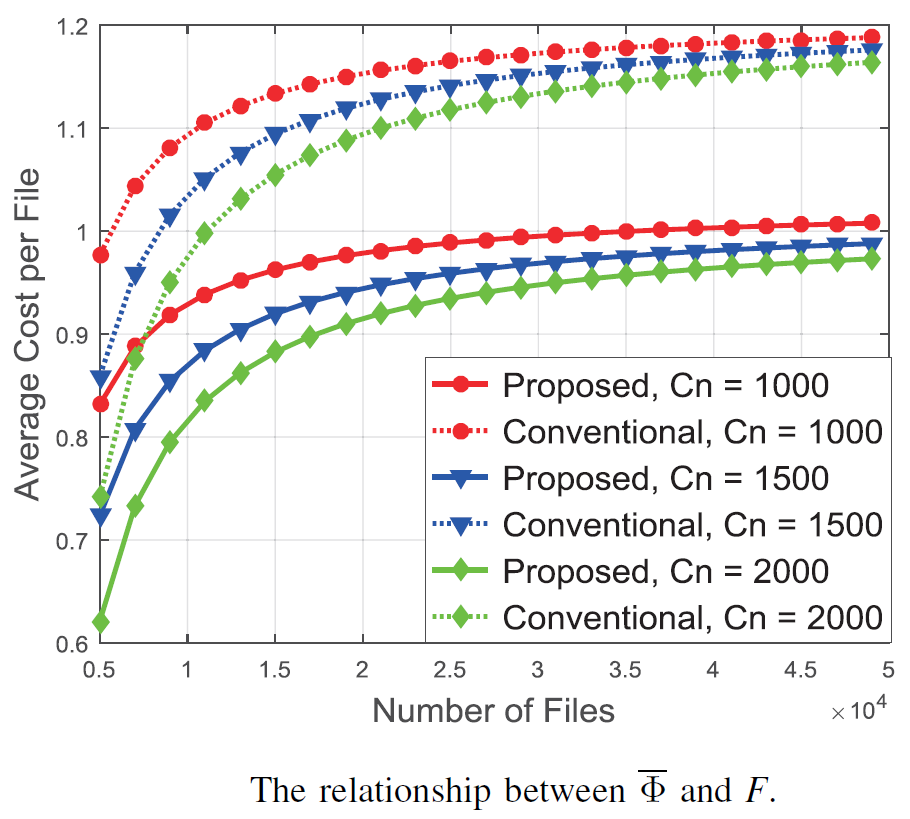 1.2
1.1
1
0.9
0.8
0.7
0.6
Average Cost per File
Proposed, Cn = 1000
Conventional, Cn = 1000
Proposed, Cn = 1500
Conventional, Cn = 1500
Proposed, Cn = 2000
Conventional, Cn = 2000
0.5 1 1.5 2 2.5 3 3.5 4 4.5 5
Number of Files
×10⁴
The relationship between Φ̅ and F.